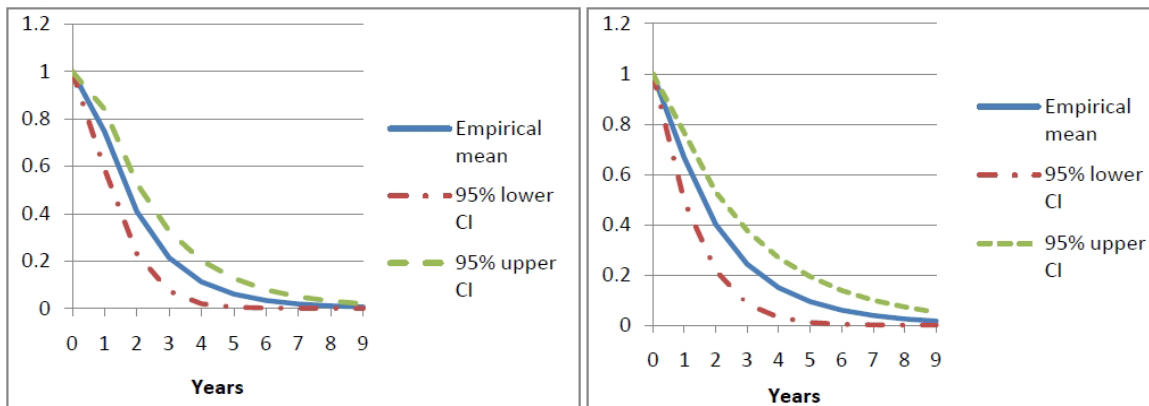 1.2
1
0.8
0.6
0.4
0.2
0
0 1 2 3 4 5 6 7 8 9
Years
Empirical
mean
95% lower
CI
95% upper
CI
1.2
1
0.8
0.6
0.4
0.2
0
0 1 2 3 4 5 6 7 8 9
Years
Empirical
mean
95% lower
CI
95% upper
CI